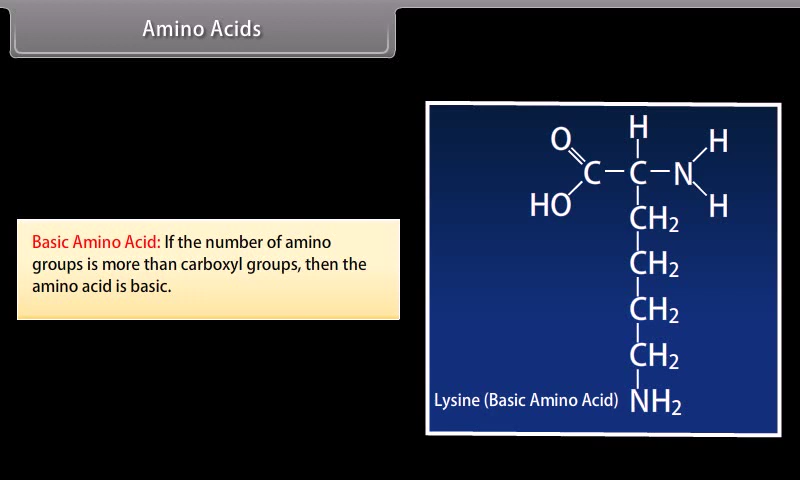 Amino Acids
Basic Amino Acid: If the number of amino
groups is more than carboxyl groups, then the
amino acid is basic.
H
O H
C C N
HO H
CH2
CH2
CH2
CH2
Lysine (Basic Amino Acid) NH2